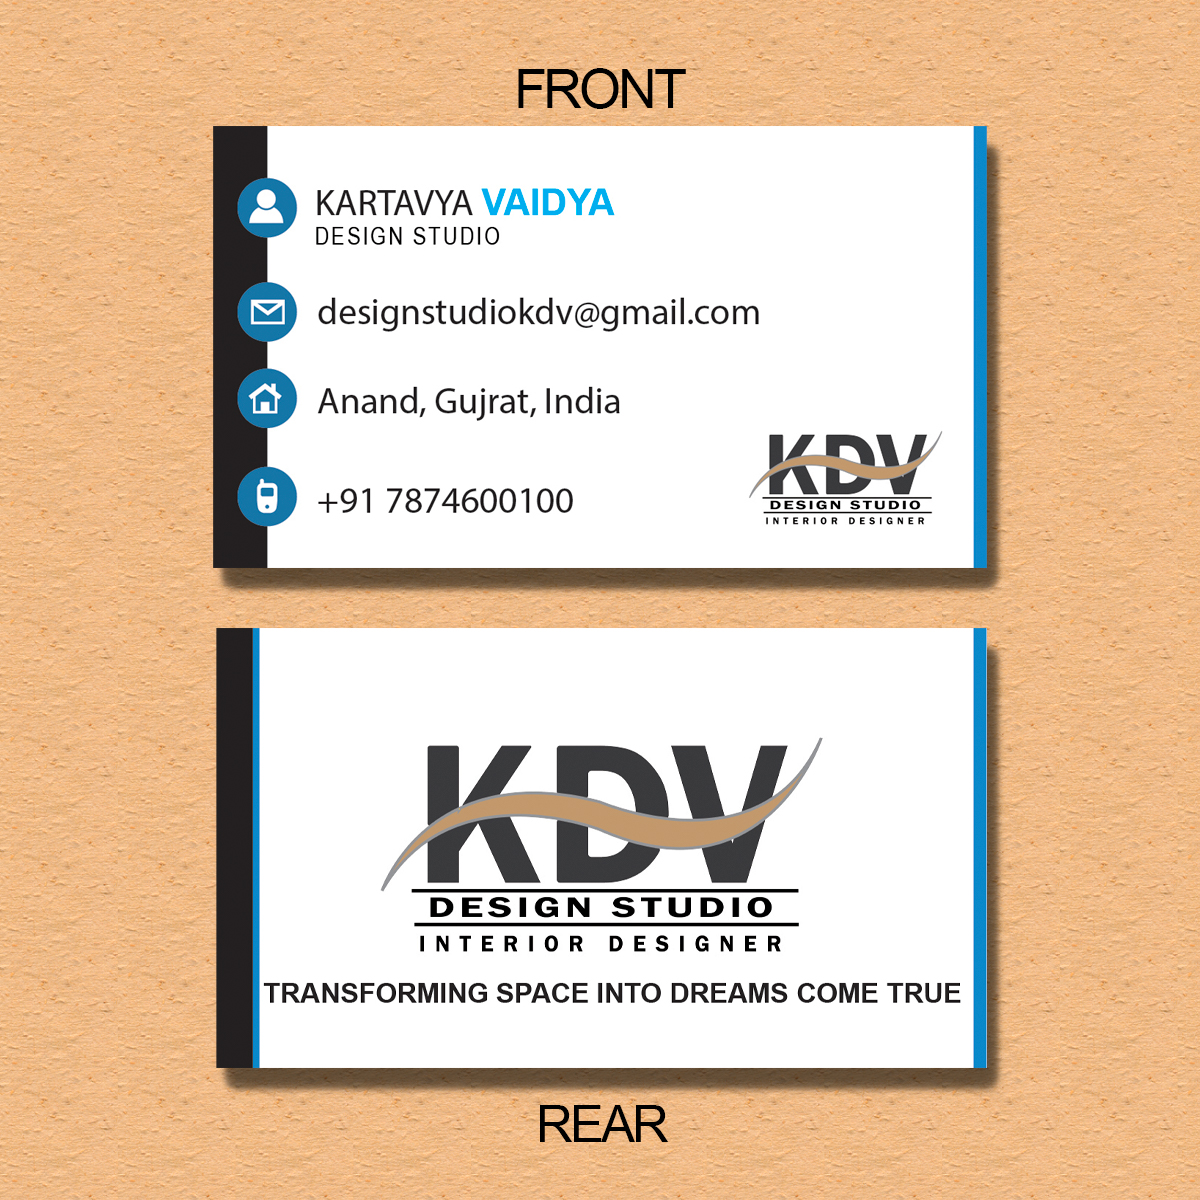 FRONT
KARTAVYA VAIDYA
DESIGN STUDIO
designstudiokdv@gmail.com
Anand, Gujrat, India
+91 7874600100
KDV
DESIGN STUDIO
INTERIOR DESIGNER
KDV
DESIGN STUDIO
INTERIOR DESIGNER
TRANSFORMING SPACE INTO DREAMS COME TRUE
REAR